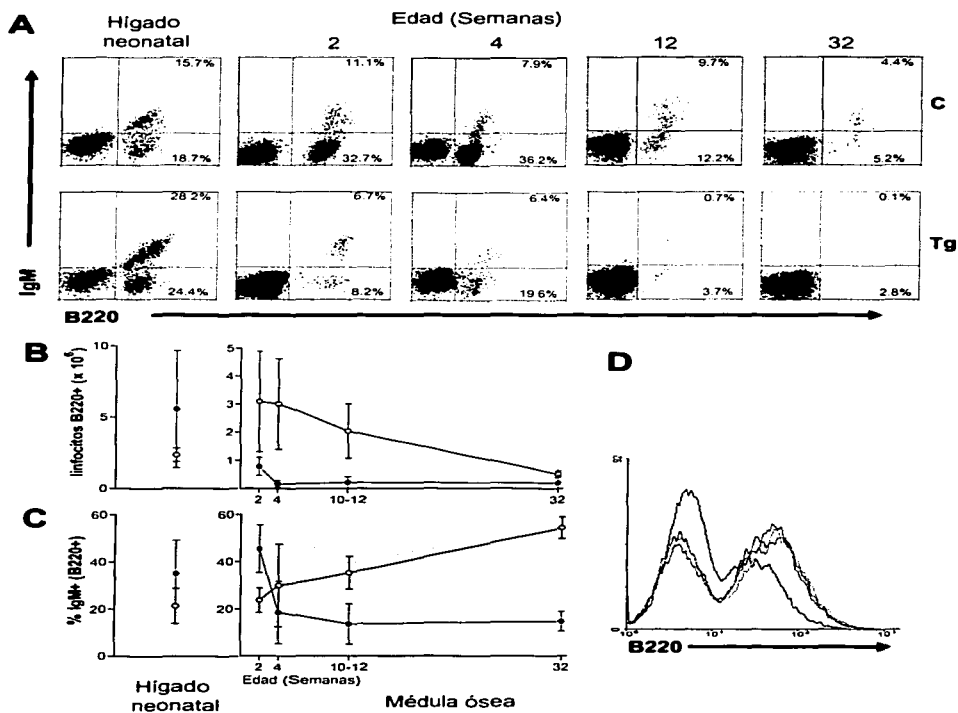 A
Hígado
neonatal
Edad (Semanas)
2
4
12
32
15.7%
11.1%
7.9%
9.7%
4.4%
C
18.7%
32.7%
36.2%
12.2%
5.2%
28.2%
6.7%
6.4%
0.7%
0.1%
Tg
24.4%
8.2%
19.6%
3.7%
2.8%
IgM
B220
B
linfocitos B220+ (x 10⁶)
10
5
0
5
4
3
2
1
2
4
10-12
32
C
% IgM+ (B220+)
60
40
20
0
60
40
20
0
2
4
10-12
32
Edad (Semanas)
Hígado
neonatal
Médula ósea
D
B220